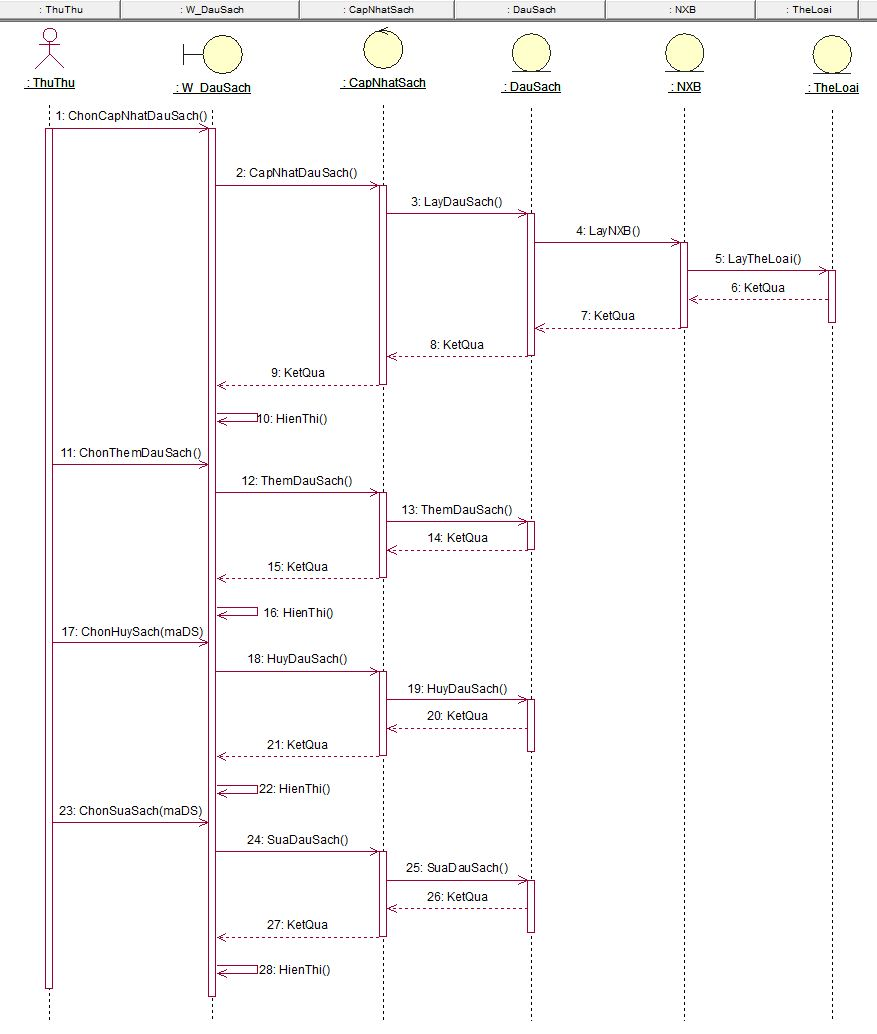 : ThuThu
: W_DauSach
: CapNhatSach
: DauSach
: NXB
: TheLoai
: ThuThu
: W_DauSach
: CapNhatSach
: DauSach
: NXB
: TheLoai
1: ChonCapNhatDauSach()
2: CapNhatDauSach()
3: LayDauSach()
4: LayNXB()
5: LayTheLoai()
6: KetQua
7: KetQua
8: KetQua
9: KetQua
10: HienThi()
11: ChonThemDauSach()
12: ThemDauSach()
13: ThemDauSach()
14: KetQua
15: KetQua
16: HienThi()
17: ChonHuySach(maDS)
18: HuyDauSach()
19: HuyDauSach()
20: KetQua
21: KetQua
22: HienThi()
23: ChonSuaSach(maDS)
24: SuaDauSach()
25: SuaDauSach()
26: KetQua
27: KetQua
28: HienThi()